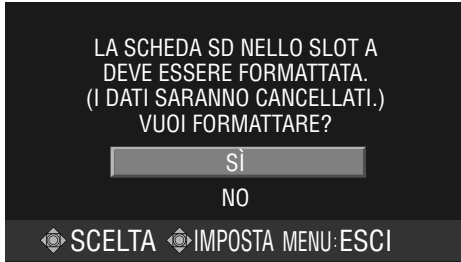 LA SCHEDA SD NELLO SLOT A
DEVE ESSERE FORMATTATA.
(I DATI SARANNO CANCELLATI.)
VUOI FORMATTARE?
SÌ
NO
SCELTA IMPOSTA MENU:ESCI